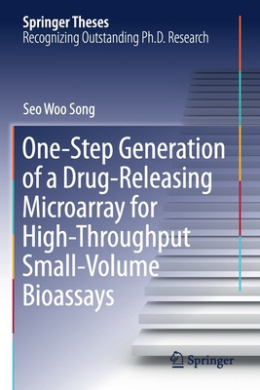 Springer Theses
Recognizing Outstanding Ph.D. Research
Seo Woo Song
One-Step Generation
of a Drug-Releasing
Microarray for
High-Throughput
Small-Volume
Bioassays
Springer